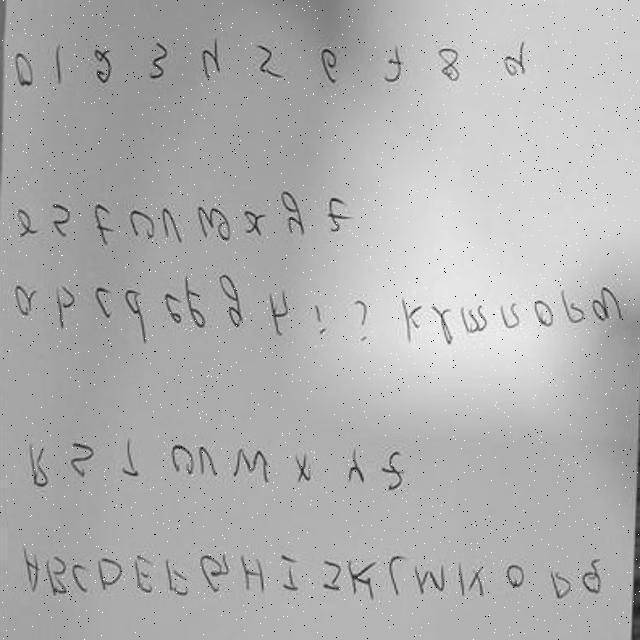 A B C D E F G H I J K L M N O P Q
R S T U V W X Y Z
a b c d e f g h i j k l m n o p q
r s t u v w x y z
0 1 2 3 4 5 6 7 8 9